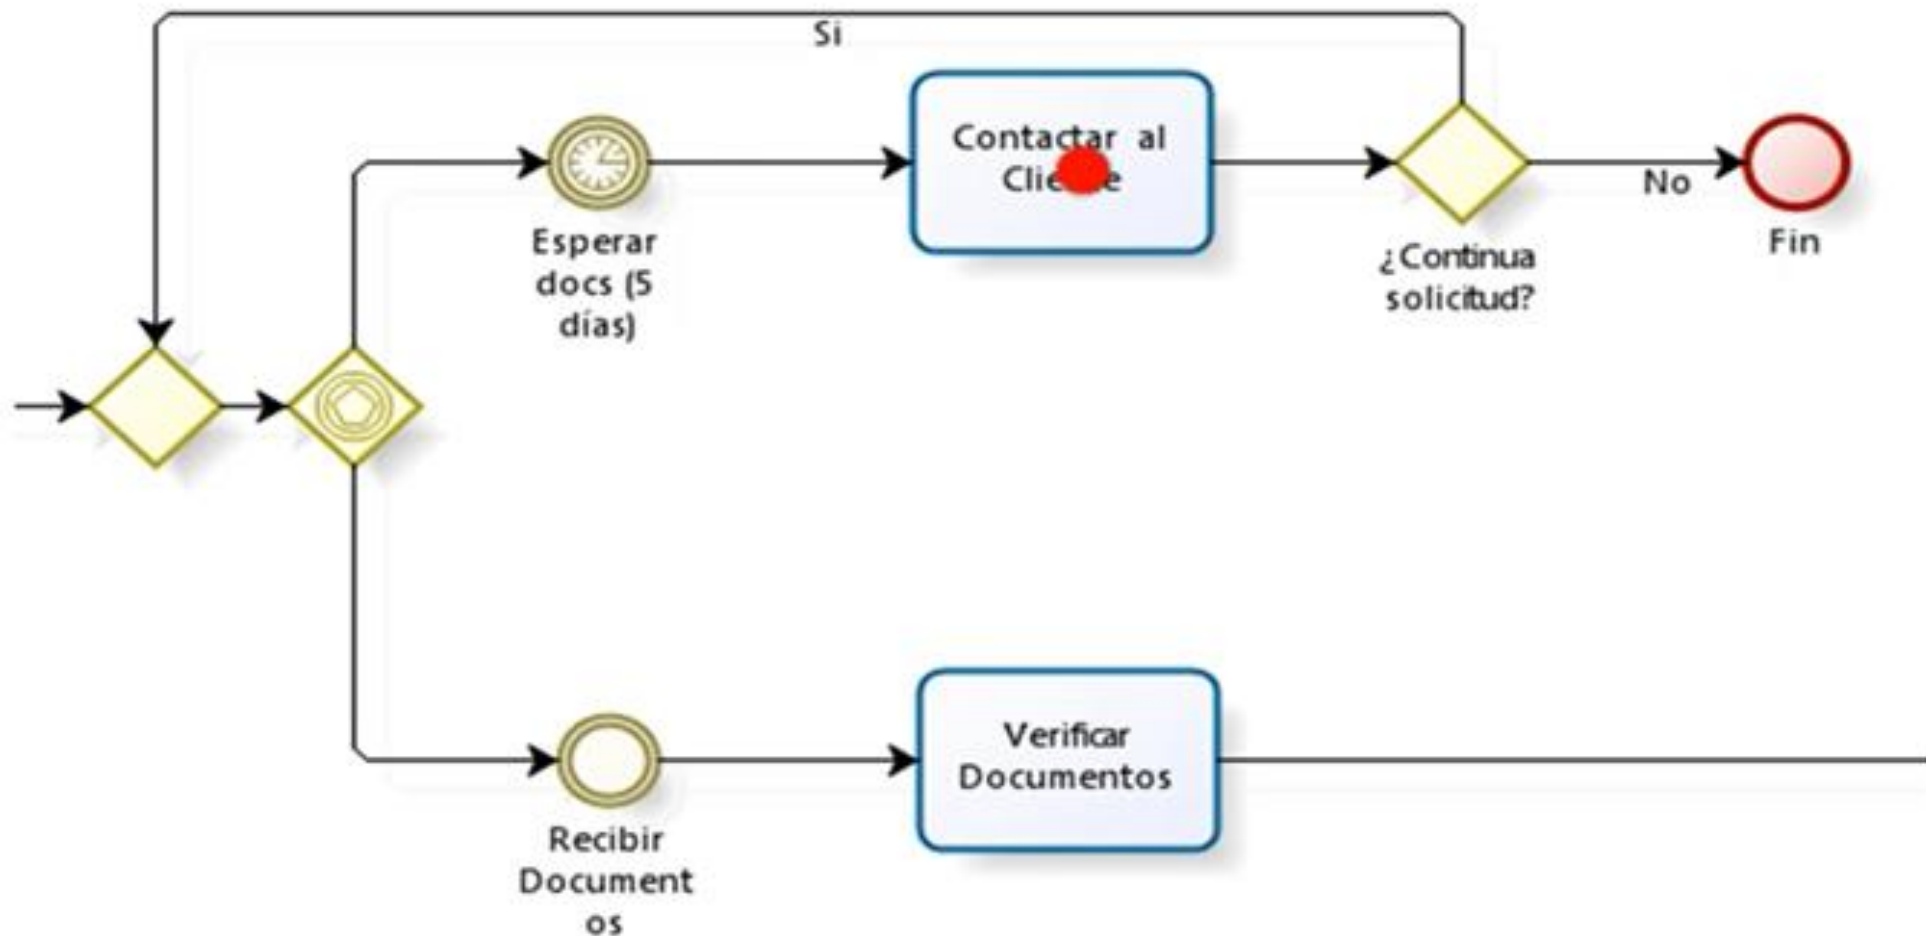 Si
Contactar al
Esperar
docs (5
días)
¿Continua
solicitud?
No
Fin
Verificar
Documentos
Recibir
Document
os